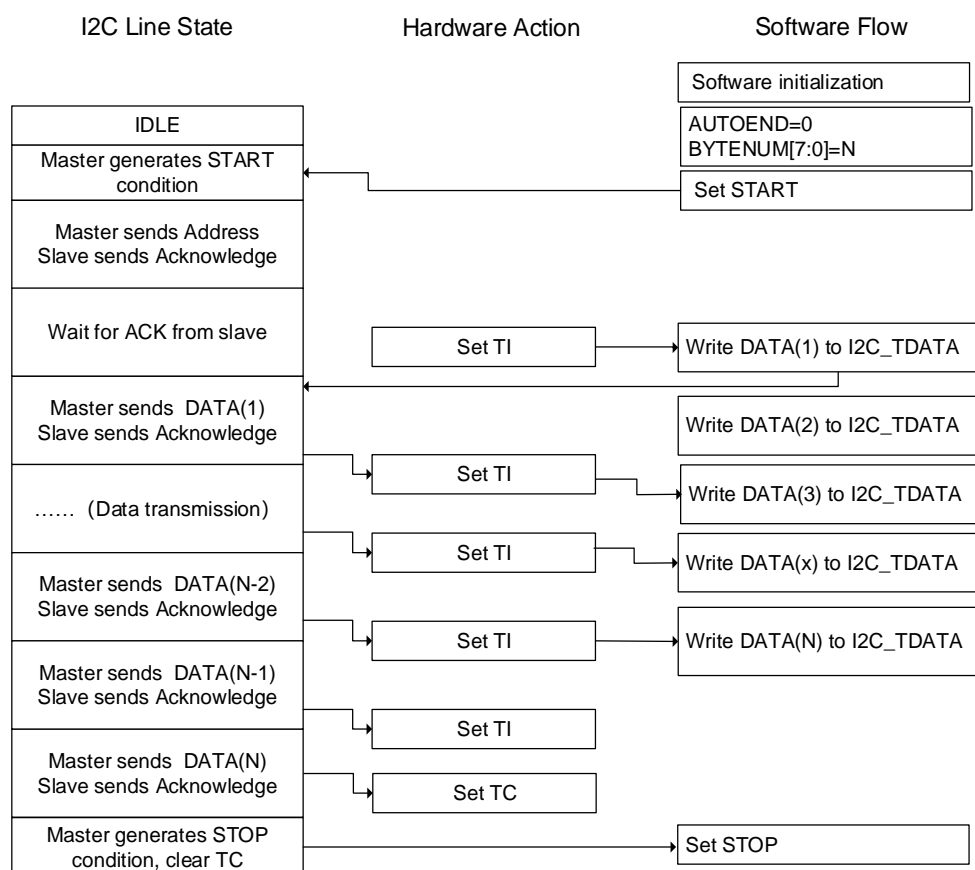 I2C Line State
Hardware Action
Software Flow
Software initialization
IDLE
AUTOEND=0
BYTENUM[7:0]=N
Master generates START
condition
Set START
Master sends Address
Slave sends Acknowledge
Wait for ACK from slave
Set TI
Write DATA(1) to I2C_TDATA
Master sends  DATA(1)
Slave sends Acknowledge
Write DATA(2) to I2C_TDATA
Set TI
Write DATA(3) to I2C_TDATA
…… (Data transmission)
Set TI
Write DATA(x) to I2C_TDATA
Master sends  DATA(N-2)
Slave sends Acknowledge
Set TI
Write DATA(N) to I2C_TDATA
Master sends  DATA(N-1)
Slave sends Acknowledge
Set TI
Master sends  DATA(N)
Slave sends Acknowledge
Set TC
Master generates STOP
condition, clear TC
Set STOP